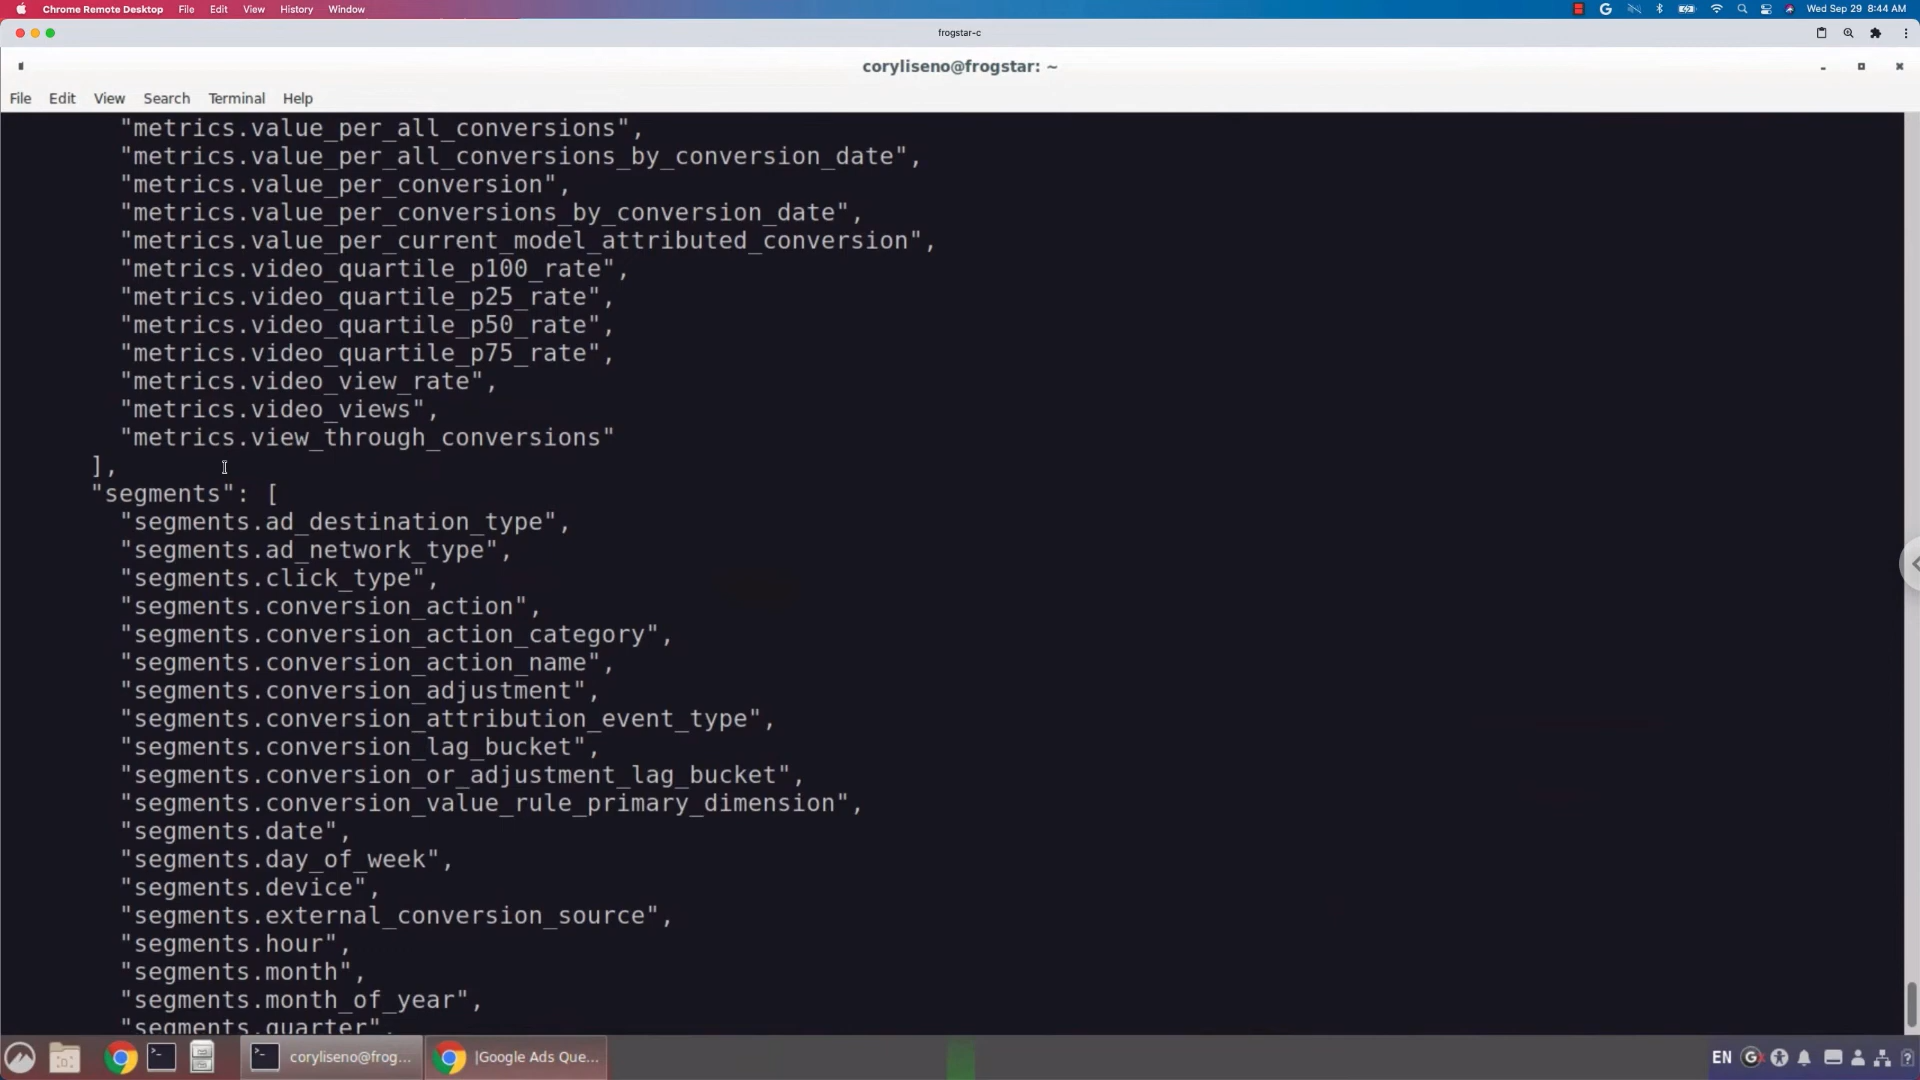 Chrome Remote Desktop File Edit View History Window Wed Sep 29 8:44 AM
frogstar-c
coryliseno@frogstar: ~
File Edit View Search Terminal Help
"metrics.value_per_all_conversions",
"metrics.value_per_all_conversions_by_conversion_date",
"metrics.value_per_conversion",
"metrics.value_per_conversions_by_conversion_date",
"metrics.value_per_current_model_attributed_conversion",
"metrics.video_quartile_p100_rate",
"metrics.video_quartile_p25_rate",
"metrics.video_quartile_p50_rate",
"metrics.video_quartile_p75_rate",
"metrics.video_view_rate",
"metrics.video_views",
"metrics.view_through_conversions"
],
"segments": [
"segments.ad_destination_type",
"segments.ad_network_type",
"segments.click_type",
"segments.conversion_action",
"segments.conversion_action_category",
"segments.conversion_action_name",
"segments.conversion_adjustment",
"segments.conversion_attribution_event_type",
"segments.conversion_lag_bucket",
"segments.conversion_or_adjustment_lag_bucket",
"segments.conversion_value_rule_primary_dimension",
"segments.date",
"segments.day_of_week",
"segments.device",
"segments.external_conversion_source",
"segments.hour",
"segments.month",
"segments.month_of_year",
"segments.quarter",
coryliseno@frog... |Google Ads Que... EN